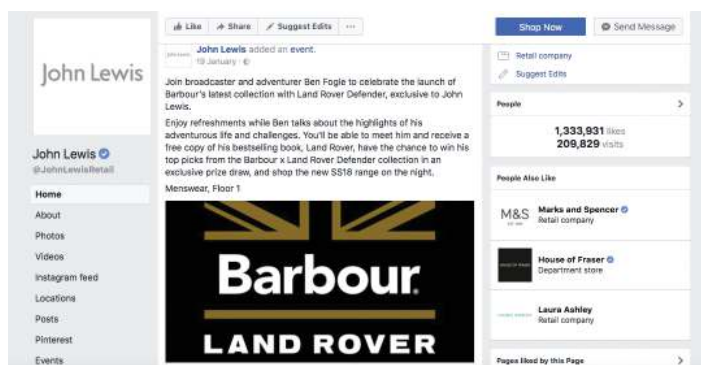 John Lewis
John Lewis
@JohnLewisRetail
Home
About
Photos
Videos
Instagram feed
Locations
Posts
Pinterest
Events
Like
Share
Suggest Edits
John Lewis added an event.
19 January
Join broadcaster and adventurer Ben Fogle to celebrate the launch of
Barbour's latest collection with Land Rover Defender, exclusive to John
Lewis.
Enjoy refreshments while Ben talks about the highlights of his
adventurous life and challenges. You'll be able to meet him and receive a
free copy of his bestselling book, Land Rover, have the chance to win his
top picks from the Barbour x Land Rover Defender collection in an
exclusive prize draw, and shop the new SS18 range on the night.
Menswear, Floor 1
Barbour
LAND ROVER
Shop Now
Send Message
Retail company
Suggest Edits
People
1,333,931 likes
209,829 visits
People Also Like
M&S
Marks and Spencer
Retail company
House of Fraser
Department store
Laura Ashley
Retail company
Pages liked by this Page